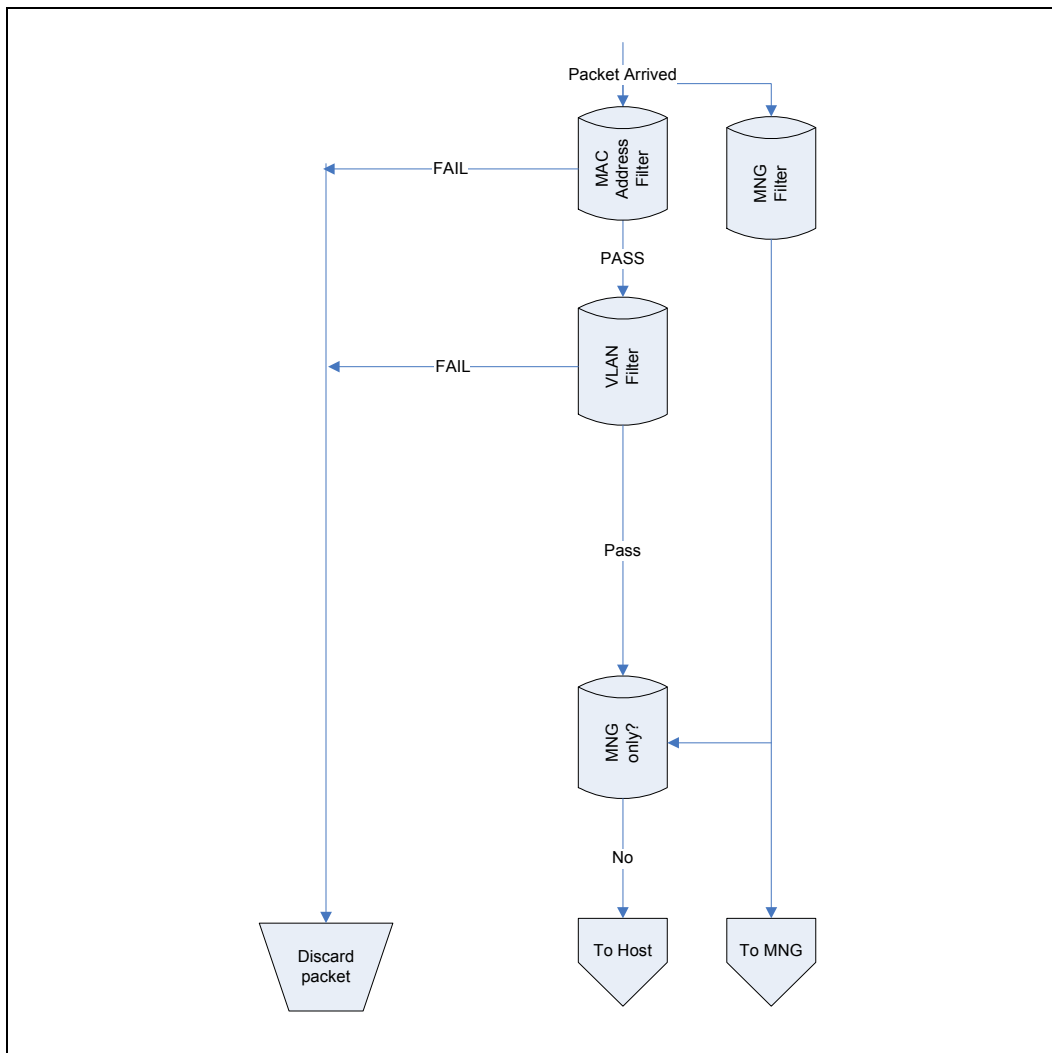 Packet Arrived
MAC
Address
Filter
MNG
Filter
FAIL
PASS
VLAN
Filter
FAIL
Pass
MNG
only?
No
Discard
packet
To Host
To MNG